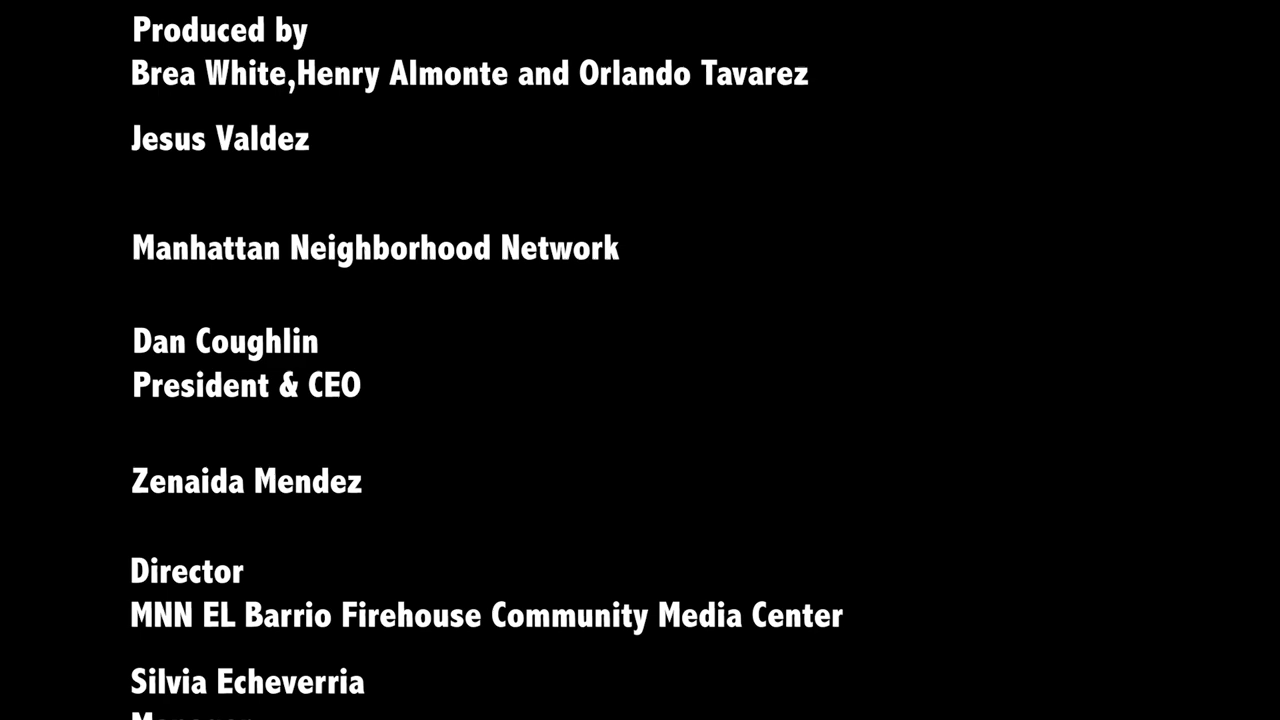 Produced by
Brea White,Henry Almonte and Orlando Tavarez
Jesus Valdez
Manhattan Neighborhood Network
Dan Coughlin
President & CEO
Zenaida Mendez
Director
MNN EL Barrio Firehouse Community Media Center
Silvia Echeverria